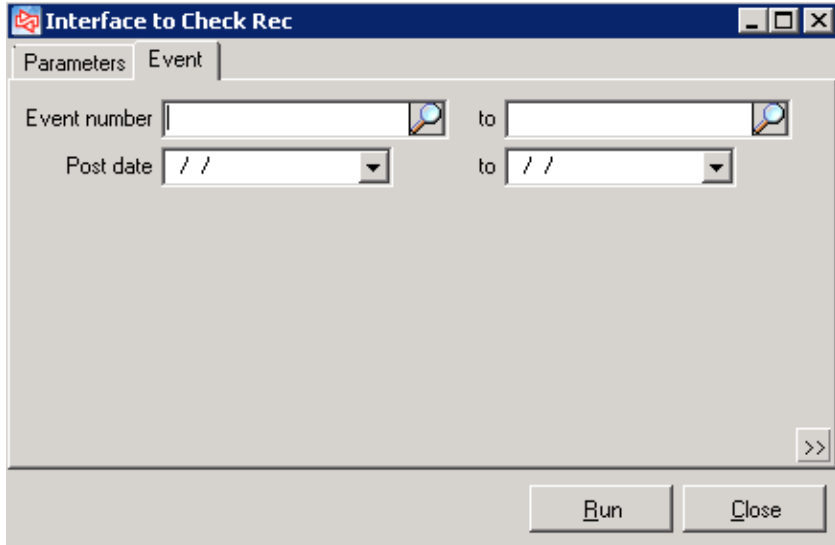 Interface to Check Rec
Parameters Event
Event number to
Post date / / to / /
>>
Run Close